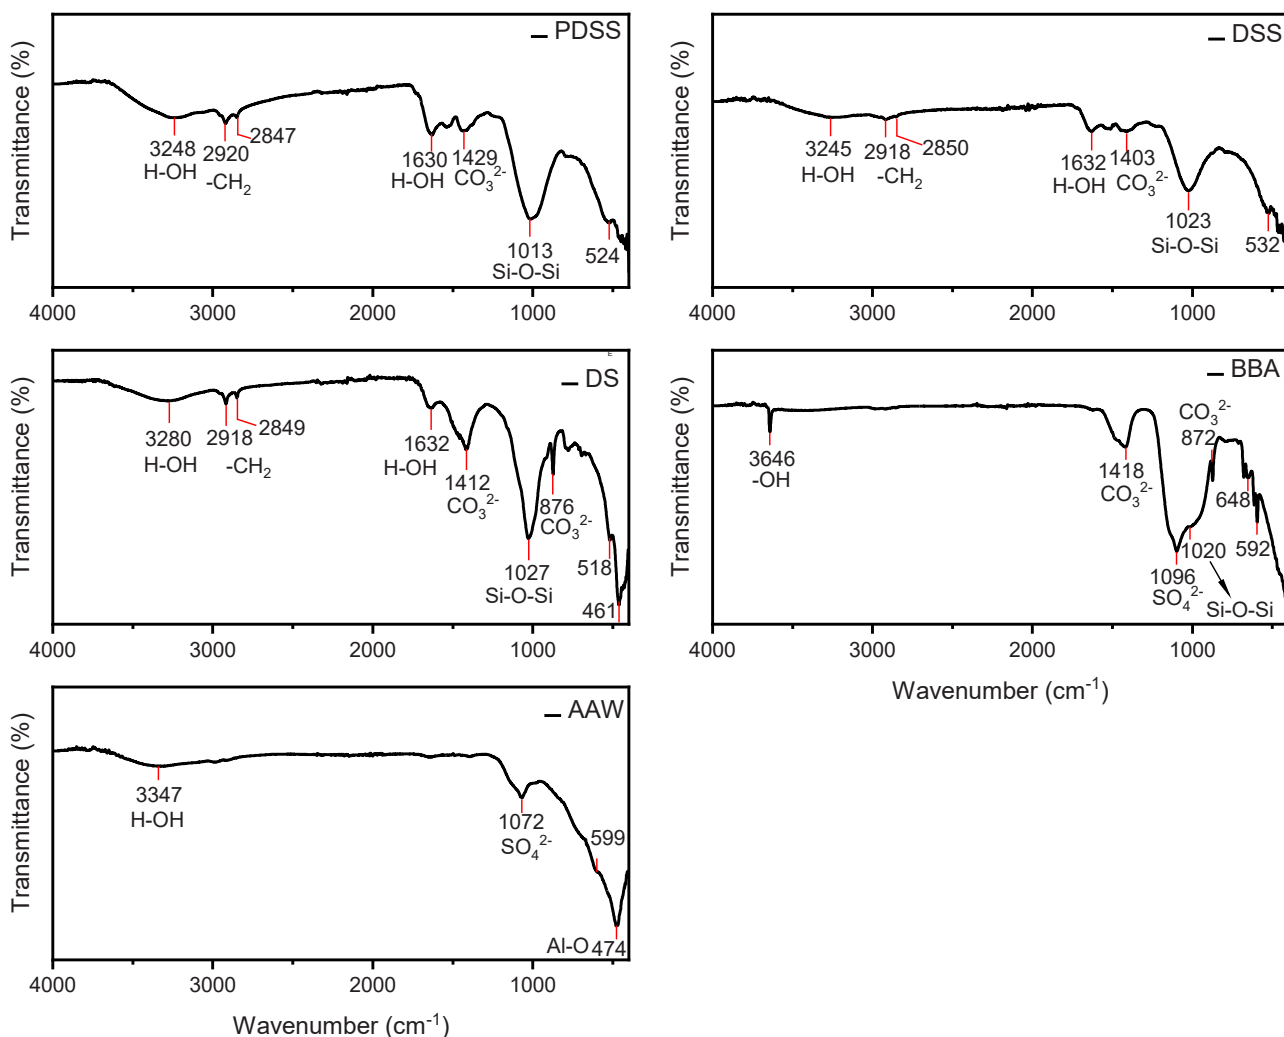 PDSS
Transmittance (%)
3248
H-OH
2920
-CH2
2847
1630
H-OH
1429
CO3^2-
1013
Si-O-Si
524
4000 3000 2000 1000
DSS
Transmittance (%)
3245
H-OH
2918
-CH2
2850
1632
H-OH
1403
CO3^2-
1023
Si-O-Si
532
4000 3000 2000 1000
DS
Transmittance (%)
3280
H-OH
2918
-CH2
2849
1632
H-OH
1412
CO3^2-
1027
Si-O-Si
876
CO3^2-
518
461
E
4000 3000 2000 1000
BBA
Transmittance (%)
3646
-OH
1418
CO3^2-
CO3^2-
872
1096
SO4^2-
1020
Si-O-Si
648
592
4000 3000 2000 1000
Wavenumber (cm^-1)
AAW
Transmittance (%)
3347
H-OH
1072
SO4^2-
599
Al-O 474
4000 3000 2000 1000
Wavenumber (cm^-1)